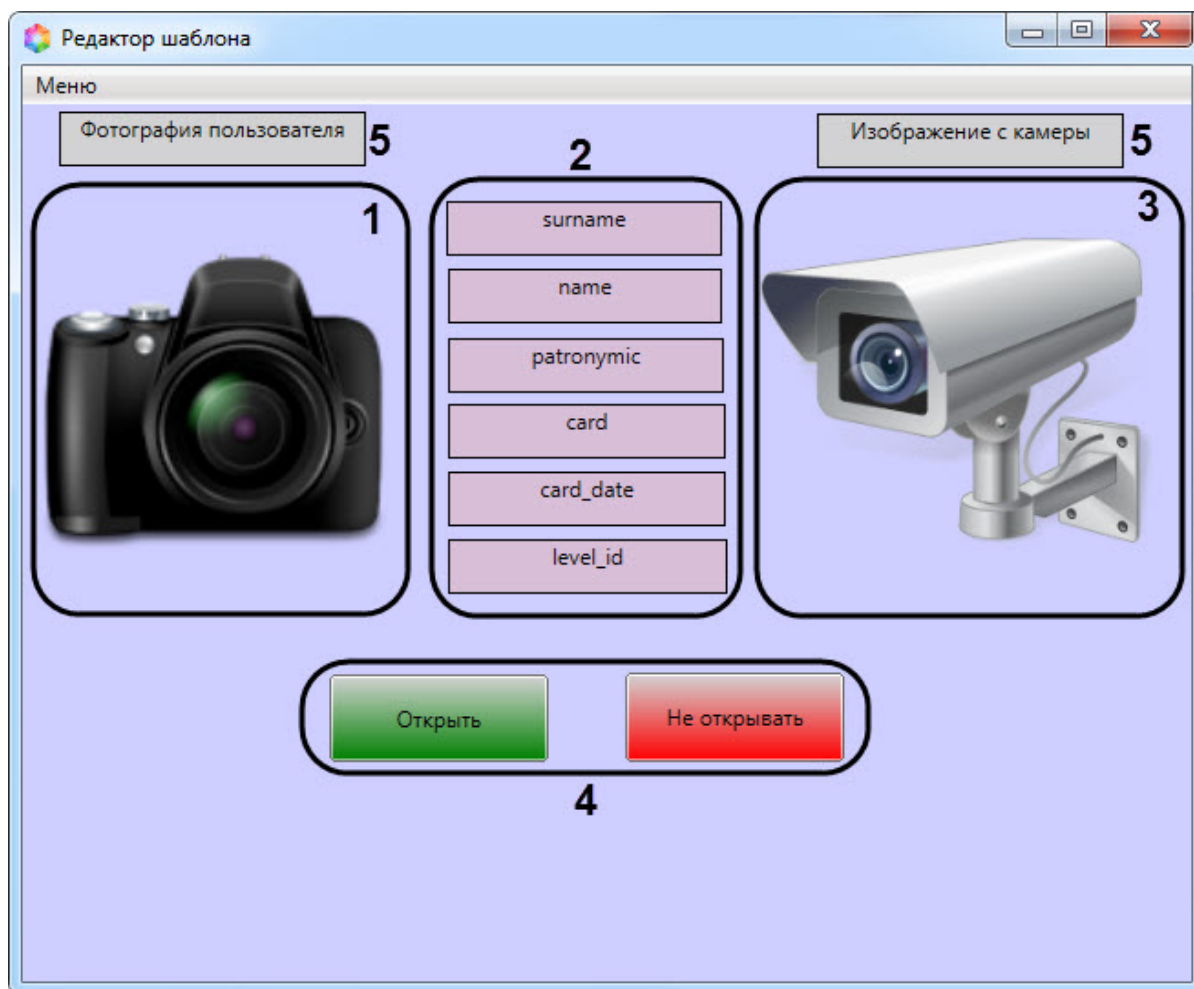 Редактор шаблона
Меню
Фотография пользователя 5
2
Изображение с камеры 5
1
surname
name
patronymic
card
card_date
level_id
3
Открыть
Не открывать
4